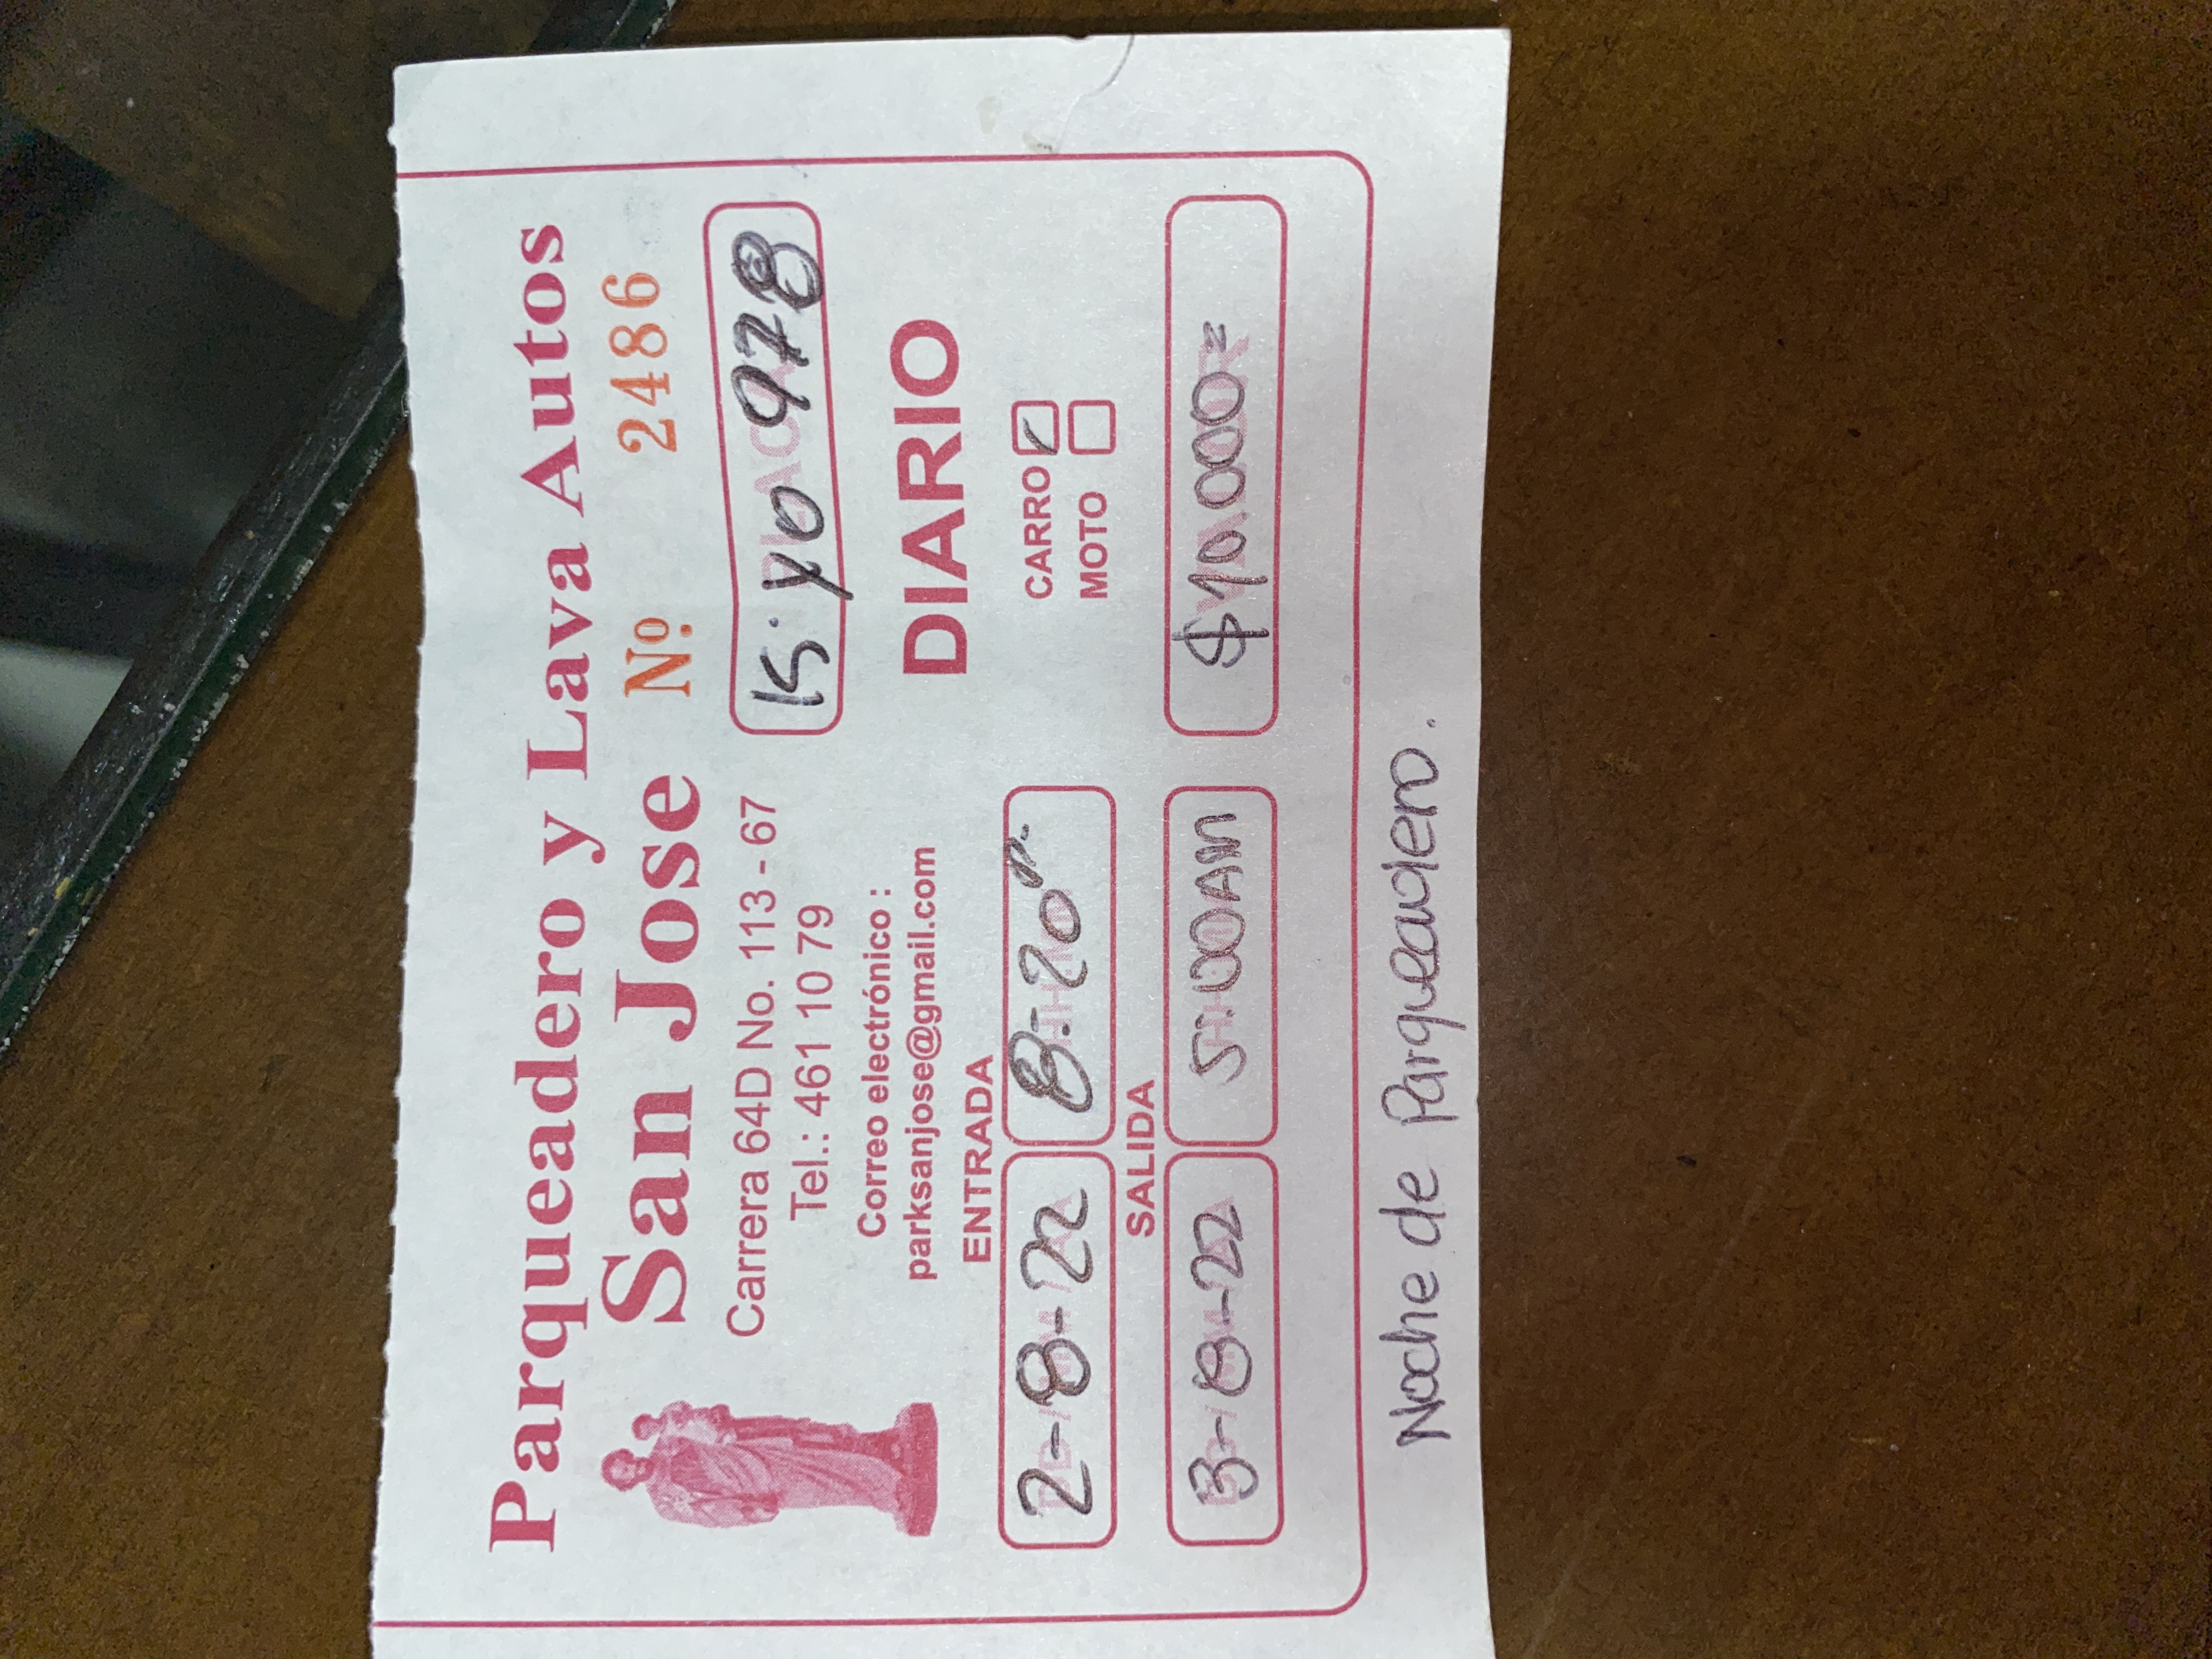 Parqueadero y Lava Autos
San Jose Nº 2486
Carrera 64D No. 113 - 67
Tel.: 461 10 79
Correo electrónico :
parksanjose@gmail.com
978
DIARIO
ENTRADA
2-8-22 8:20
CARRO
MOTO
SALIDA
3-8-22 5:00AM $10.000=
Noche de Parqueadero.